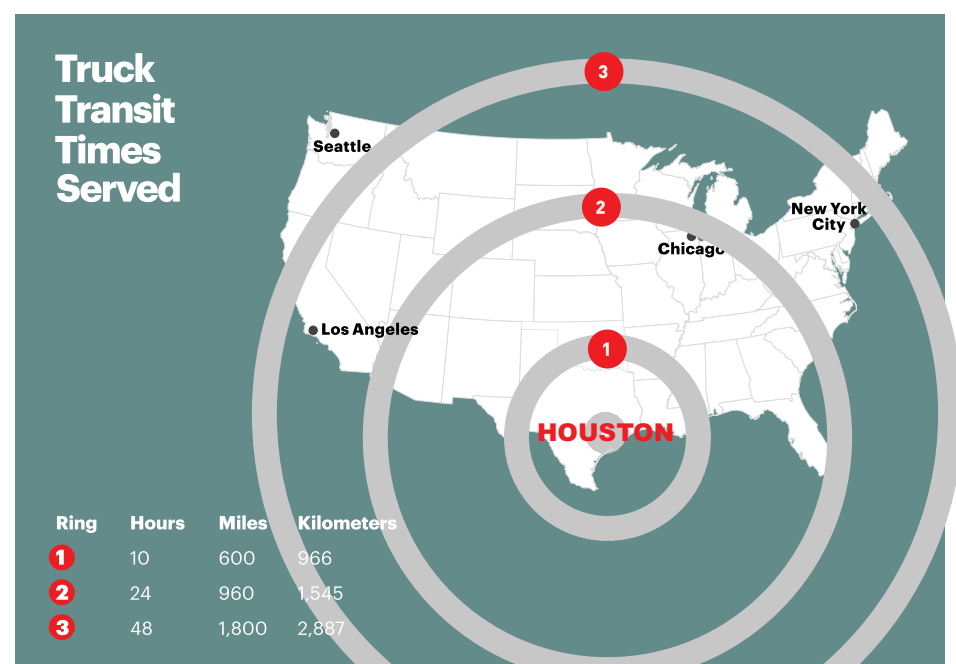 Truck
Transit
Times
Served
3
Seattle
2
New York
City
Chicago
Los Angeles
1
HOUSTON
Ring Hours Miles Kilometers
1 10 600 966
2 24 960 1,545
3 48 1,800 2,887